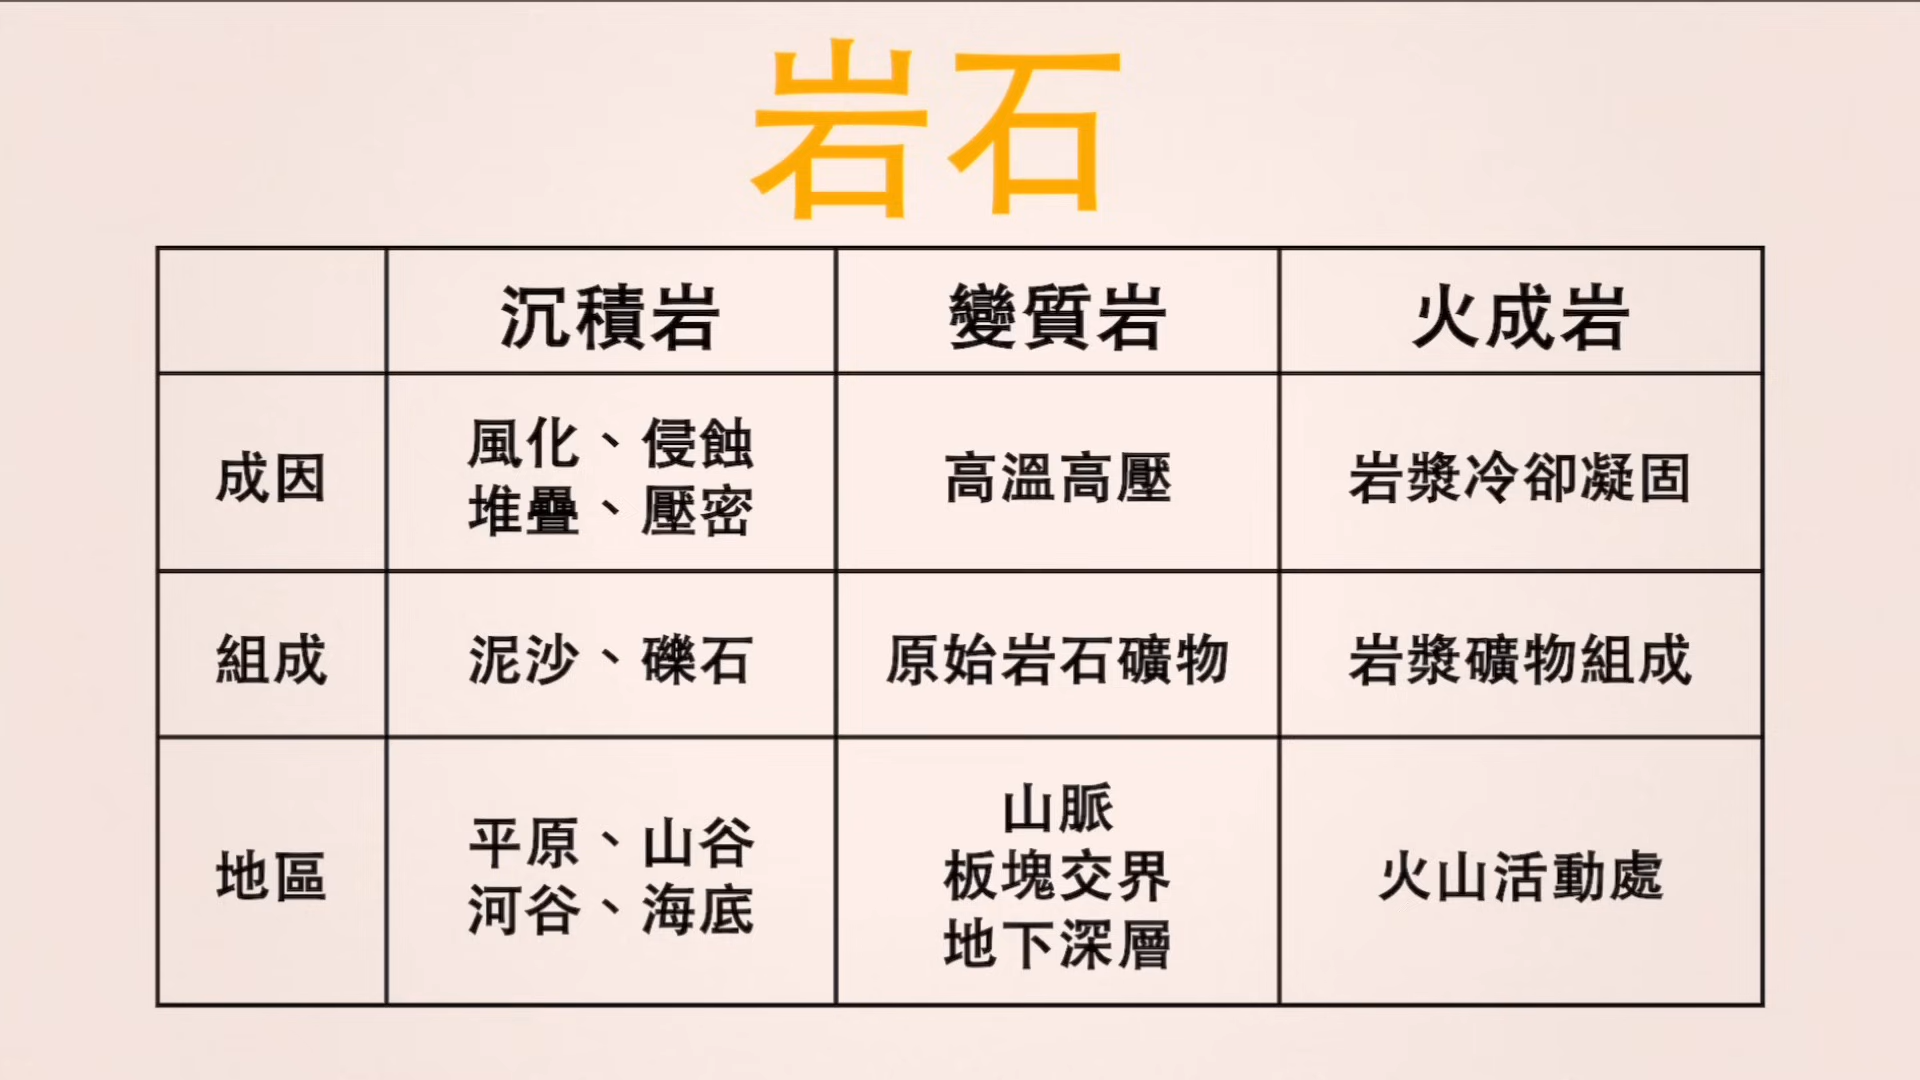 岩石
沉積岩
變質岩
火成岩
成因
風化、侵蝕
堆疊、壓密
高溫高壓
岩漿冷卻凝固
組成
泥沙、礫石
原始岩石礦物
岩漿礦物組成
地區
平原、山谷
河谷、海底
山脈
板塊交界
地下深層
火山活動處